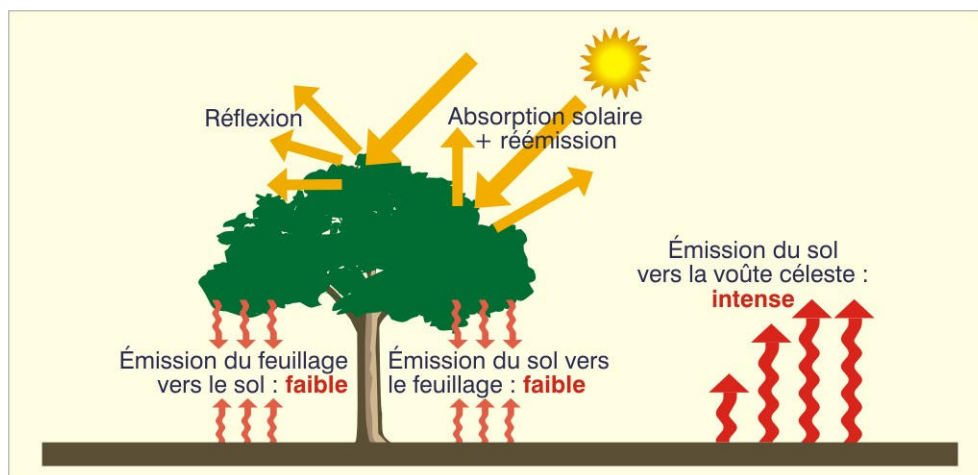 Réflexion
Absorption solaire
+ réémission
Émission du sol
vers la voûte céleste :
intense
Émission du feuillage
vers le sol : faible
Émission du sol vers
le feuillage : faible